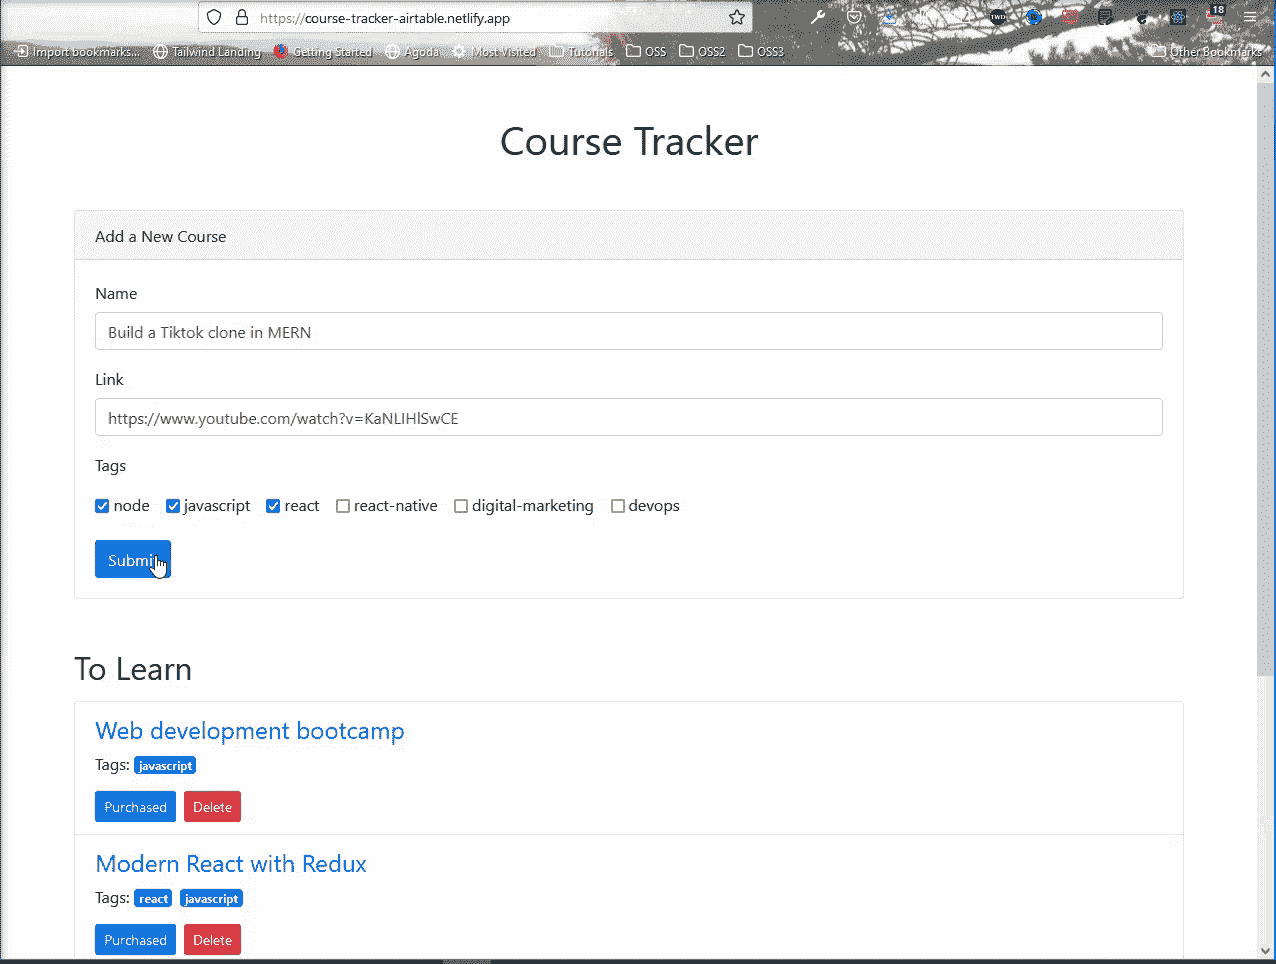 https://course-tracker-airtable.netlify.app
18
Import bookmarks... Tailwind Landing Getting Started Agoda Most Visited Tutorials OSS OSS2 OSS3 Other Bookmarks
Course Tracker
Add a New Course
Name
Build a Tiktok clone in MERN
Link
https://www.youtube.com/watch?v=KaNLIHlSwCE
Tags
node javascript react react-native digital-marketing devops
Submit
To Learn
Web development bootcamp
Tags: javascript
Purchased Delete
Modern React with Redux
Tags: react javascript
Purchased Delete